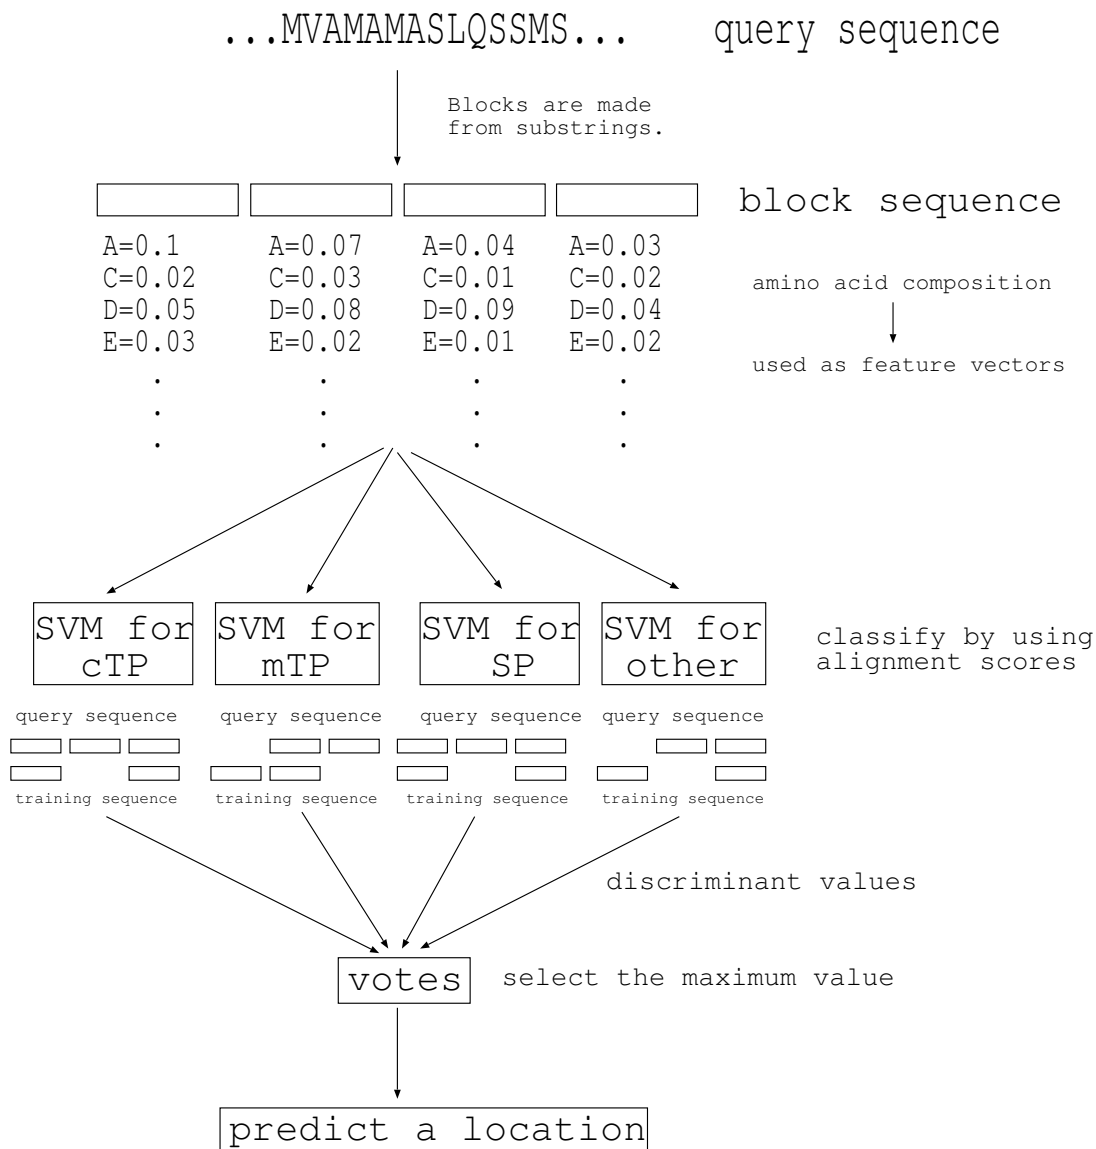 ...MVAMAMASLQSSMS... query sequence
Blocks are made
from substrings.
block sequence
A=0.1 A=0.07 A=0.04 A=0.03
C=0.02 C=0.03 C=0.01 C=0.02
D=0.05 D=0.08 D=0.09 D=0.04
E=0.03 E=0.02 E=0.01 E=0.02
. . . .
. . . .
. . . .
amino acid composition
used as feature vectors
SVM for
cTP
SVM for
mTP
SVM for
SP
SVM for
other
classify by using
alignment scores
query sequence query sequence query sequence query sequence
training sequence training sequence training sequence training sequence
discriminant values
votes
select the maximum value
predict a location